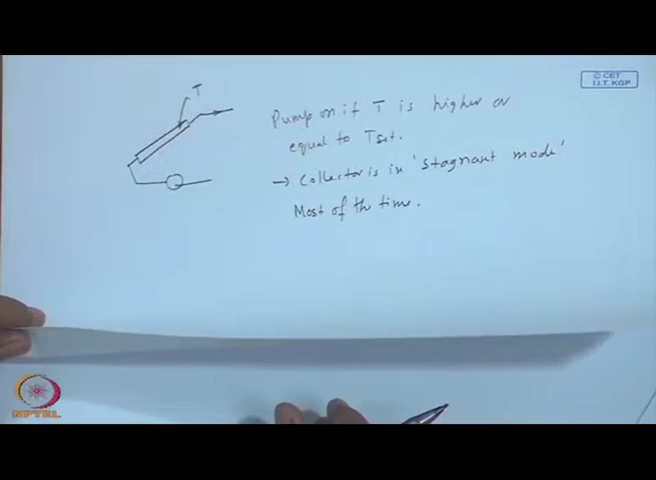 © CET
I.I.T. KGP
T
Pump on if T is higher or
equal to Tset.
→ Collector is in 'stagnant mode'
Most of the time.
NPTEL